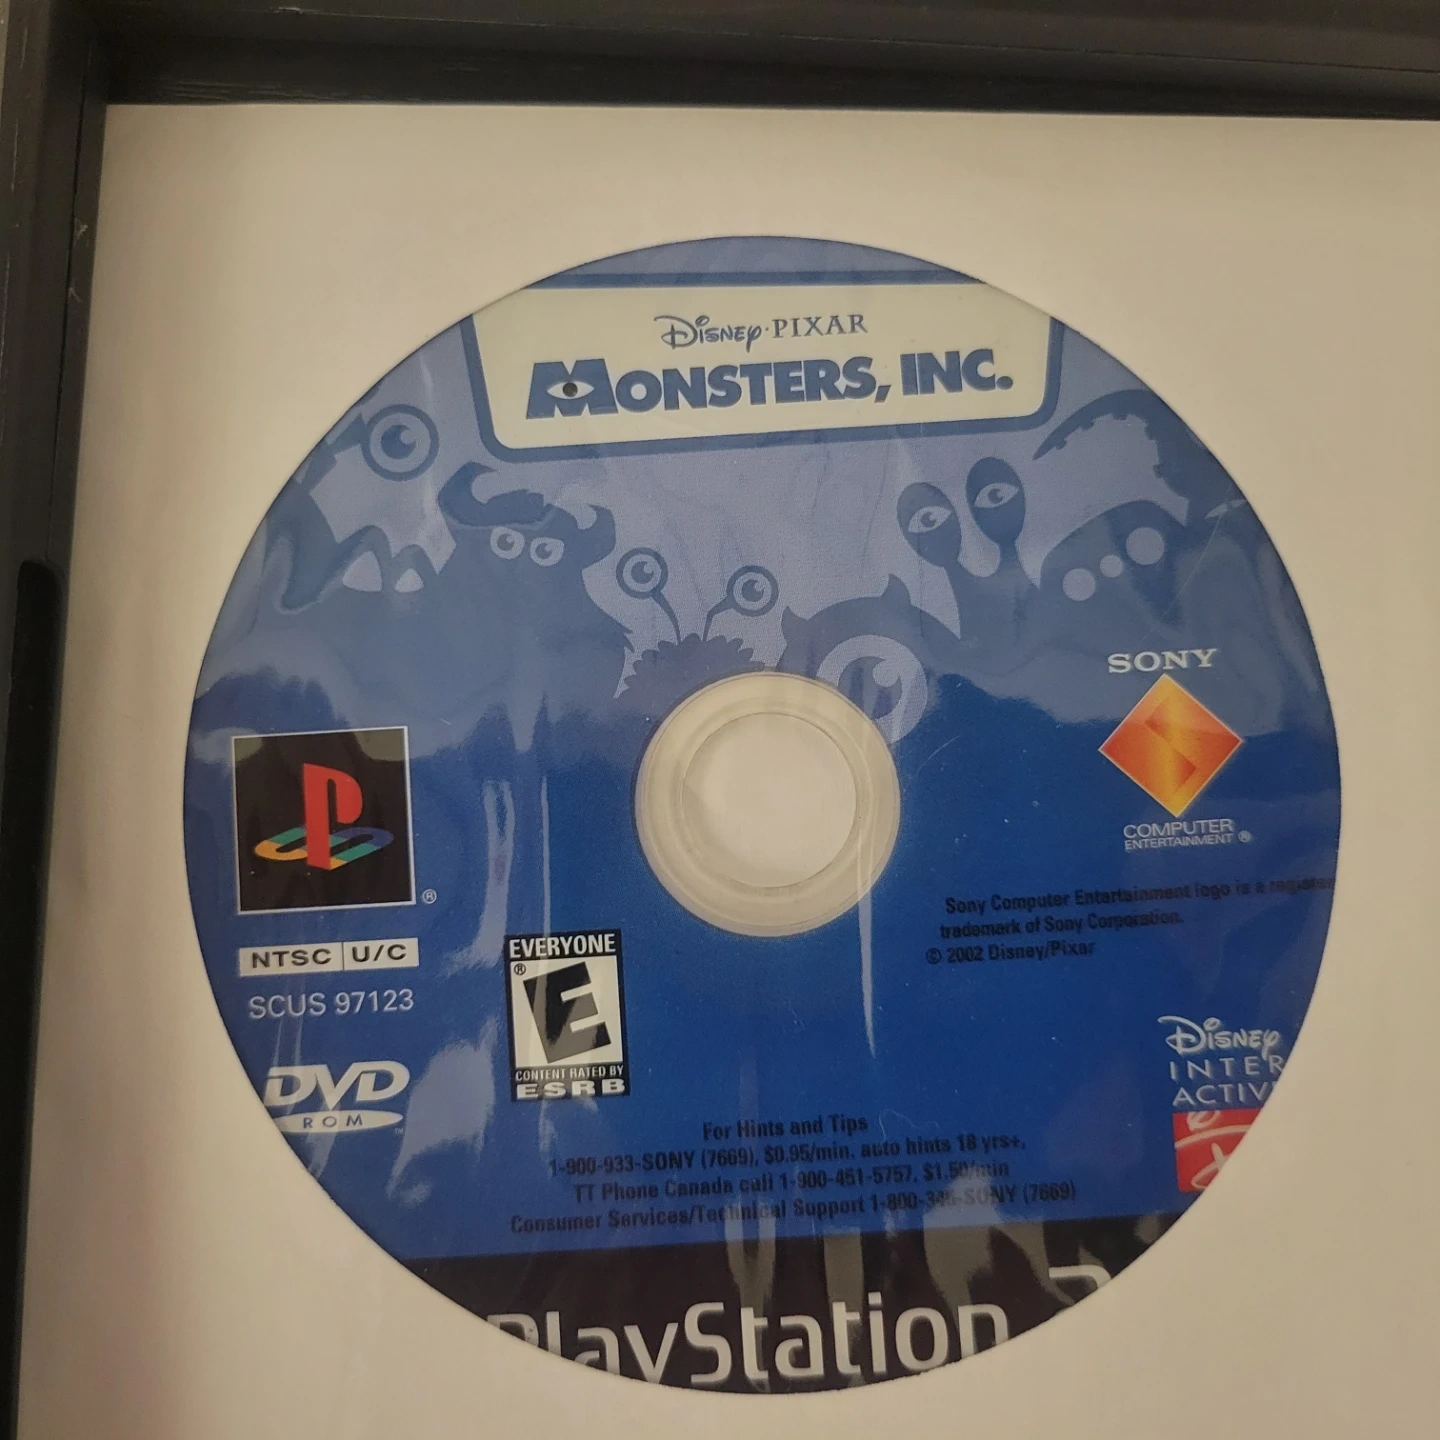 Disney·PIXAR
MONSTERS, INC.
SONY
COMPUTER
ENTERTAINMENT ®
®
NTSC U/C
SCUS 97123
DVD
ROM
™
EVERYONE
®
E
CONTENT RATED BY
ESRB
Sony Computer Entertainment logo is a
trademark of Sony Corporation.
© 2002 Disney/Pixar
Disney
INTER
ACTIV
For Hints and Tips
1-900-933-SONY (7669), $0.95/min. auto hints 18 yrs+,
TT Phone Canada call 1-900-451-5757, $1.50/min
Consumer Services/Technical Support 1-800-345-SONY (7669)
PlayStation 2